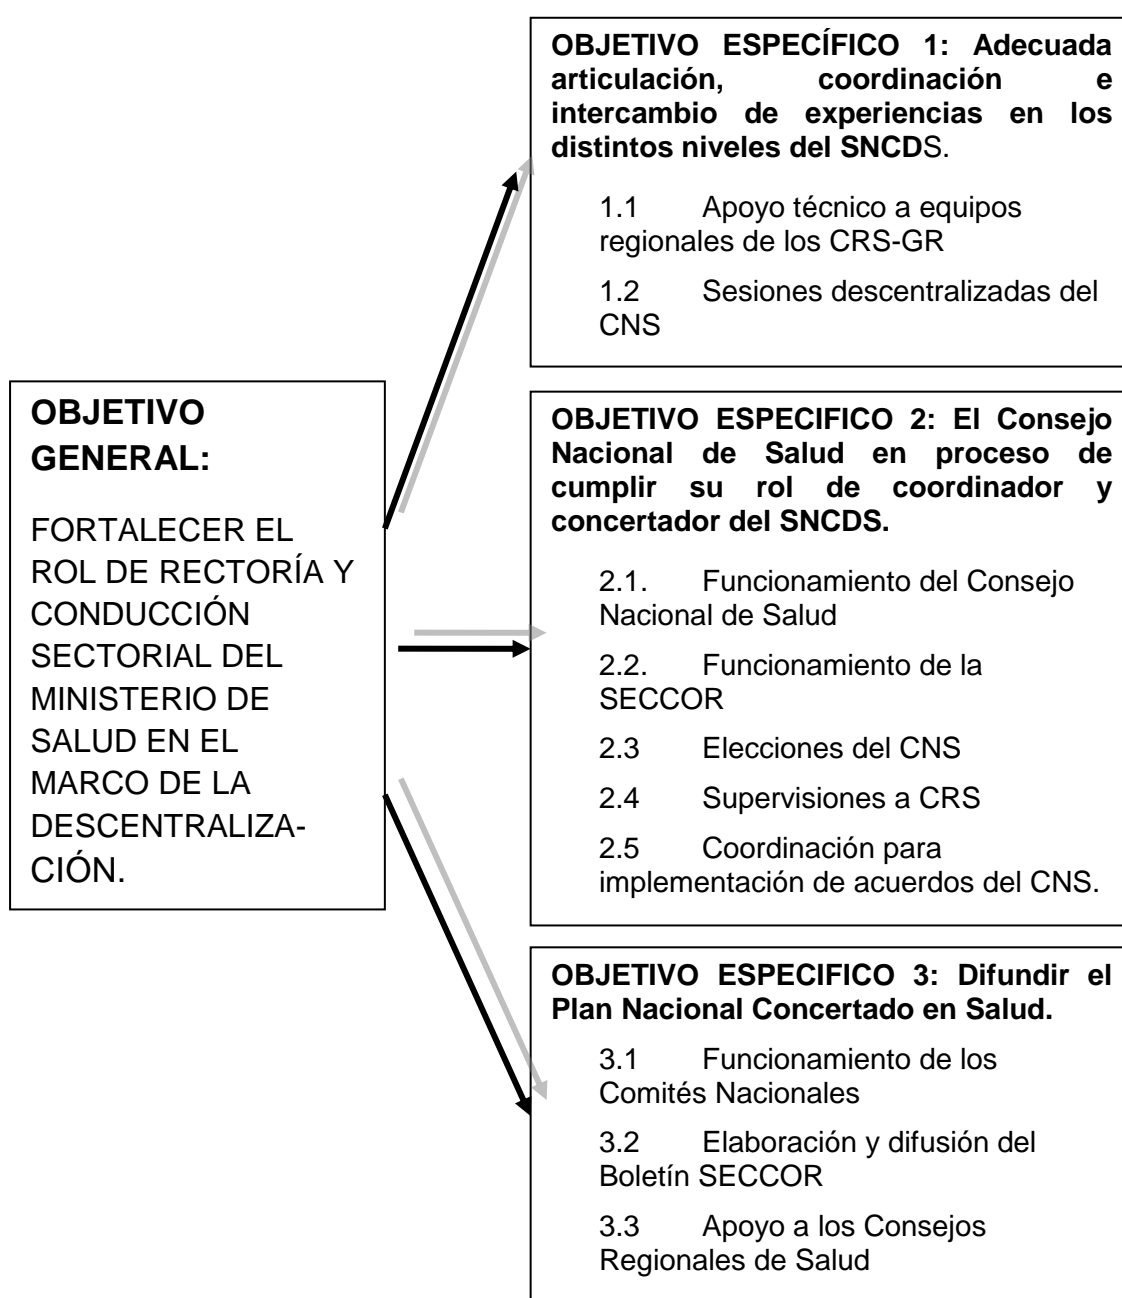 OBJETIVO
GENERAL:
FORTALECER EL
ROL DE RECTORÍA Y
CONDUCCIÓN
SECTORIAL DEL
MINISTERIO DE
SALUD EN EL
MARCO DE LA
DESCENTRALIZA-
CIÓN.
OBJETIVO ESPECÍFICO 1: Adecuada
articulación, coordinación e
intercambio de experiencias en los
distintos niveles del SNCDS.
1.1 Apoyo técnico a equipos
regionales de los CRS-GR
1.2 Sesiones descentralizadas del
CNS
OBJETIVO ESPECIFICO 2: El Consejo
Nacional de Salud en proceso de
cumplir su rol de coordinador y
concertador del SNCDS.
2.1. Funcionamiento del Consejo
Nacional de Salud
2.2. Funcionamiento de la
SECCOR
2.3 Elecciones del CNS
2.4 Supervisiones a CRS
2.5 Coordinación para
implementación de acuerdos del CNS.
OBJETIVO ESPECIFICO 3: Difundir el
Plan Nacional Concertado en Salud.
3.1 Funcionamiento de los
Comités Nacionales
3.2 Elaboración y difusión del
Boletín SECCOR
3.3 Apoyo a los Consejos
Regionales de Salud